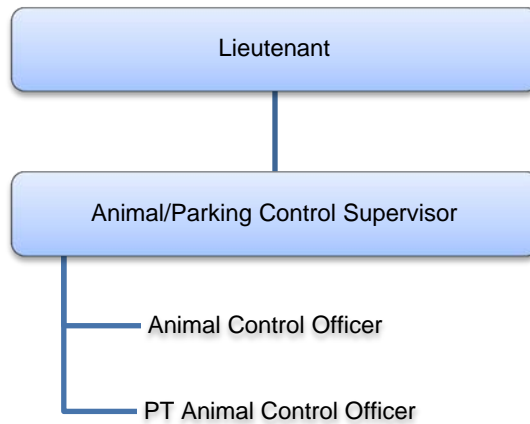 Lieutenant
Animal/Parking Control Supervisor
Animal Control Officer
PT Animal Control Officer